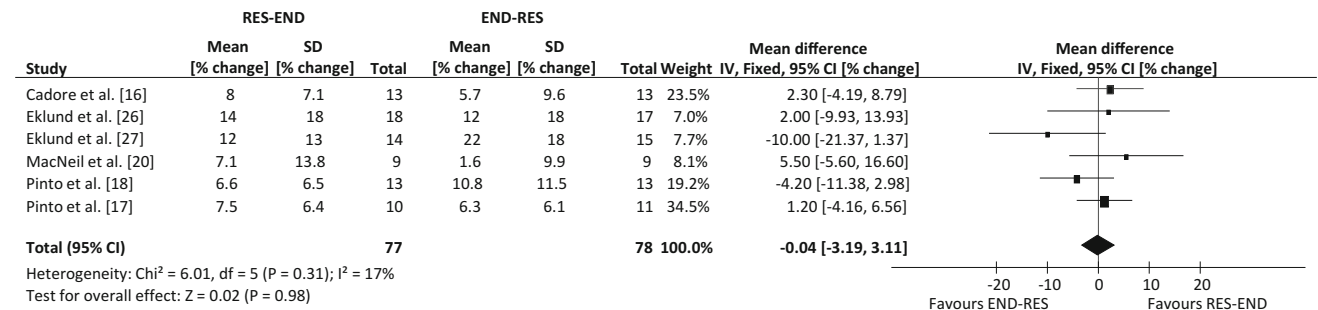 RES-END END-RES
Mean SD Mean SD Mean difference Mean difference
Study [% change] [% change] Total [% change] [% change] Total Weight IV, Fixed, 95% CI [% change] IV, Fixed, 95% CI [% change]
Cadore et al. [16] 8 7.1 13 5.7 9.6 13 23.5% 2.30 [-4.19, 8.79]
Eklund et al. [26] 14 18 18 12 18 17 7.0% 2.00 [-9.93, 13.93]
Eklund et al. [27] 12 13 14 22 18 15 7.7% -10.00 [-21.37, 1.37]
MacNeil et al. [20] 7.1 13.8 9 1.6 9.9 9 8.1% 5.50 [-5.60, 16.60]
Pinto et al. [18] 6.6 6.5 13 10.8 11.5 13 19.2% -4.20 [-11.38, 2.98]
Pinto et al. [17] 7.5 6.4 10 6.3 6.1 11 34.5% 1.20 [-4.16, 6.56]
Total (95% CI) 77 78 100.0% -0.04 [-3.19, 3.11]
Heterogeneity: Chi² = 6.01, df = 5 (P = 0.31); I² = 17%
Test for overall effect: Z = 0.02 (P = 0.98)
-20 -10 0 10 20
Favours END-RES Favours RES-END